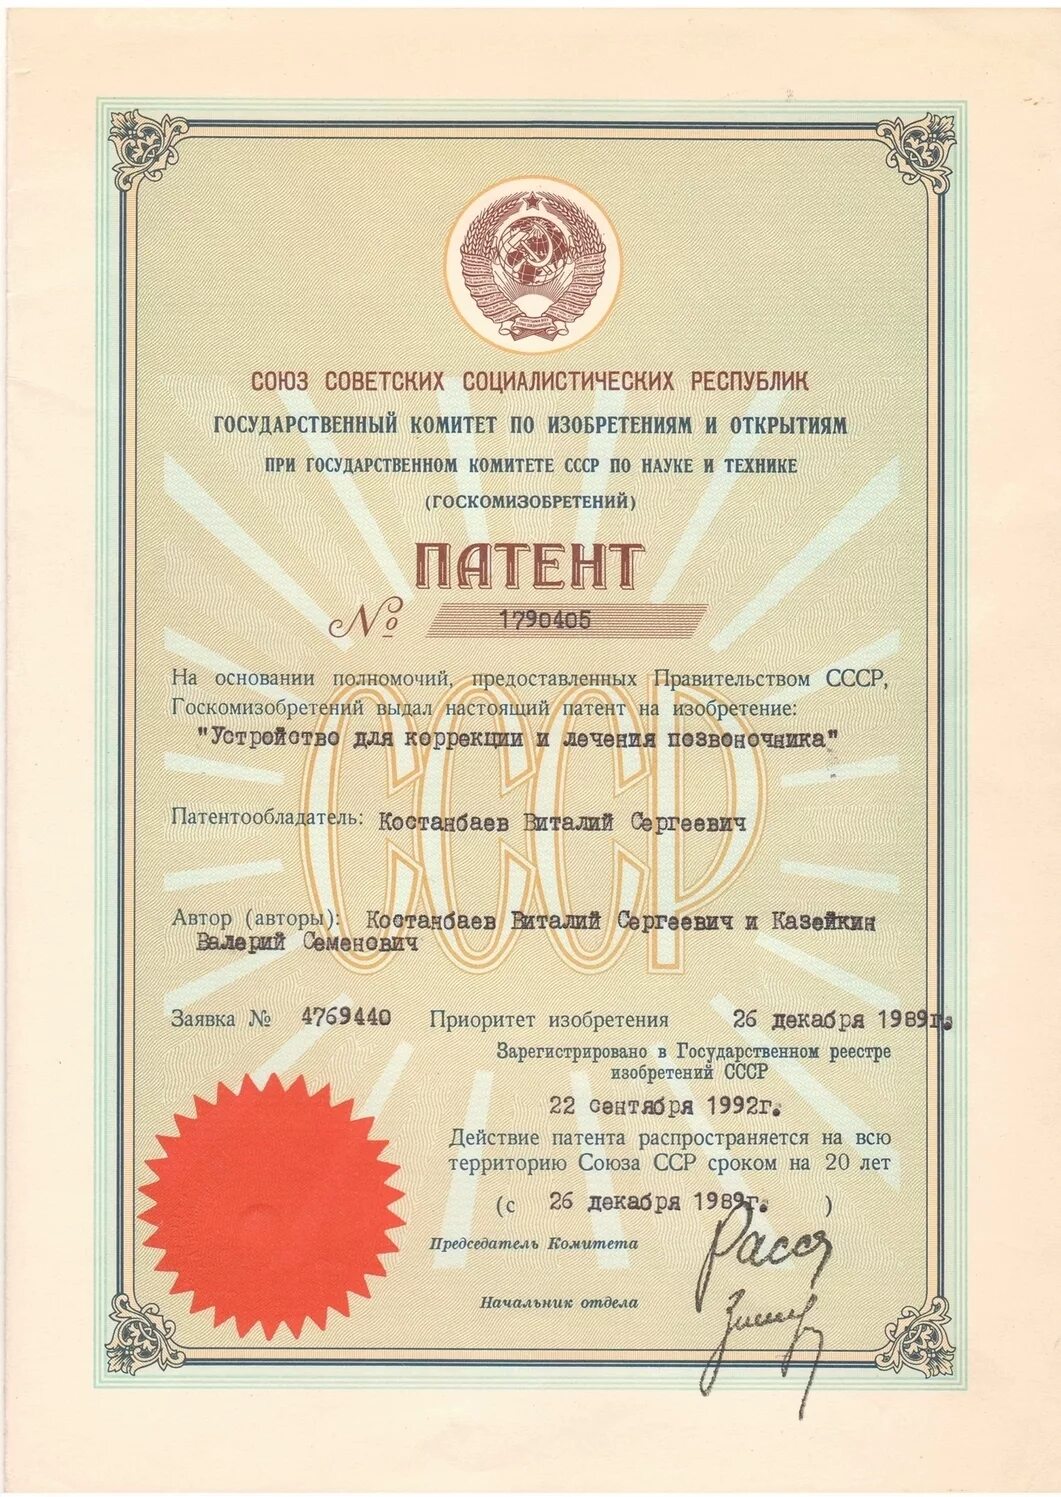 СОЮЗ СОВЕТСКИХ СОЦИАЛИСТИЧЕСКИХ РЕСПУБЛИК
ГОСУДАРСТВЕННЫЙ КОМИТЕТ ПО ИЗОБРЕТЕНИЯМ И ОТКРЫТИЯМ
ПРИ ГОСУДАРСТВЕННОМ КОМИТЕТЕ СССР ПО НАУКЕ И ТЕХНИКЕ
(ГОСКОМИЗОБРЕТЕНИЙ)
ПАТЕНТ
№ 1790405
СССР
На основании полномочий, предоставленных Правительством СССР,
Госкомизобретений выдал настоящий патент на изобретение:
"Устройство для коррекции и лечения позвоночника"
Патентообладатель: Костанбаев Виталий Сергеевич
Автор (авторы): Костанбаев Виталий Сергеевич и Казейкин
Валерий Семенович
Заявка № 4769440 Приоритет изобретения 26 декабря 1989г.
Зарегистрировано в Государственном реестре
изобретений СССР
22 сентября 1992г.
Действие патента распространяется на всю
территорию Союза ССР сроком на 20 лет
(с 26 декабря 1989г. )
Председатель Комитета
Начальник отдела